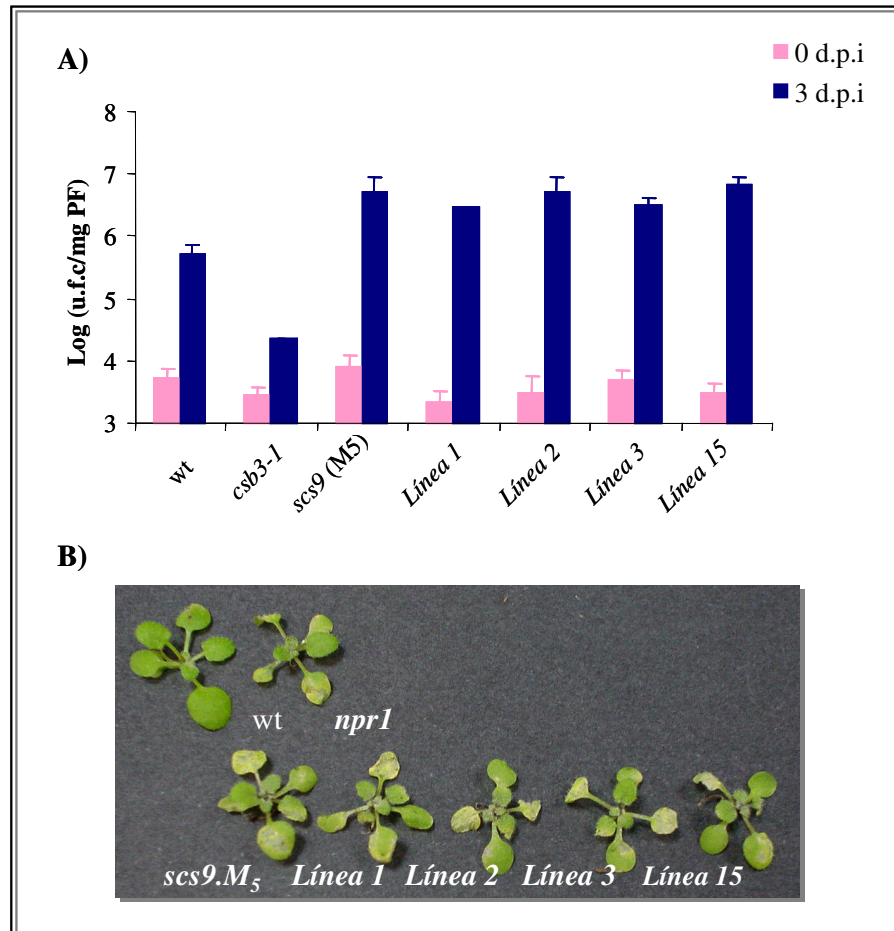 A)
0 d.p.i
3 d.p.i
Log (u.f.c/mg PF)
8
7
6
5
4
3
wt
csb3-1
scs9 (M5)
Línea 1
Línea 2
Línea 3
Línea 15
B)
wt npr1
scs9.M5 Línea 1 Línea 2 Línea 3 Línea 15